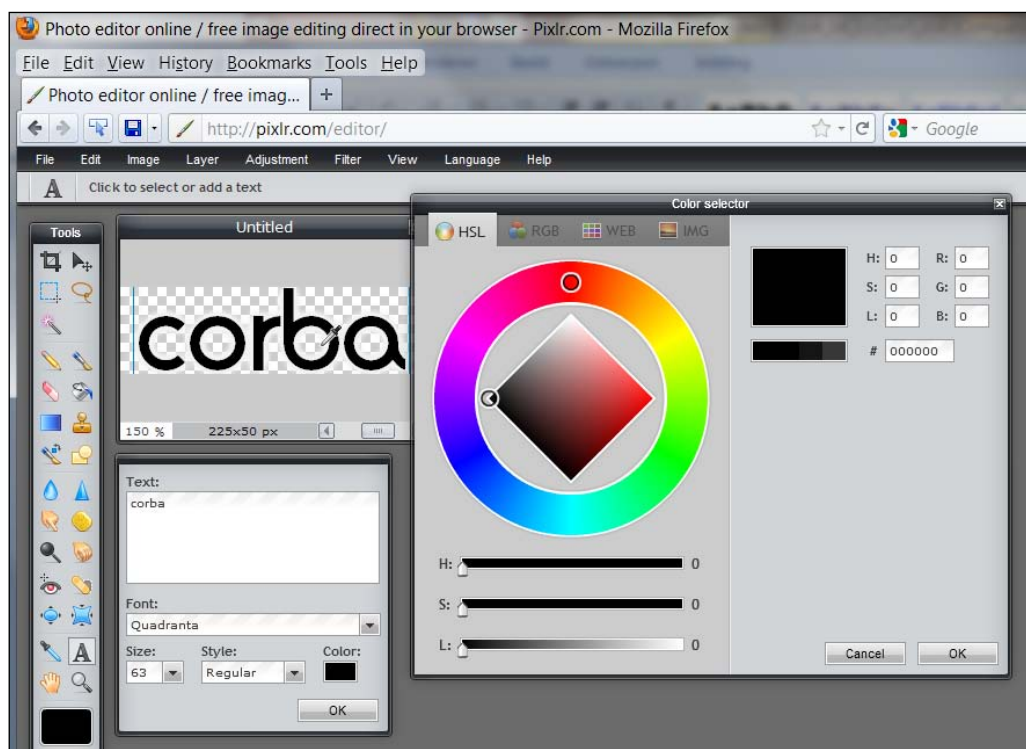 Photo editor online / free image editing direct in your browser - Pixlr.com - Mozilla Firefox
File Edit View History Bookmarks Tools Help
Photo editor online / free imag... +
http://pixlr.com/editor/ Google
File Edit Image Layer Adjustment Filter View Language Help
A Click to select or add a text
Color selector
Tools
Untitled
HSL RGB WEB IMG
H: 0 R: 0
S: 0 G: 0
L: 0 B: 0
# 000000
corba
150 % 225x50 px
Text:
corba
H: 0
Font:
S: 0
Quadranta
Size: Style: Color:
L: 0
63 Regular
Cancel OK
OK